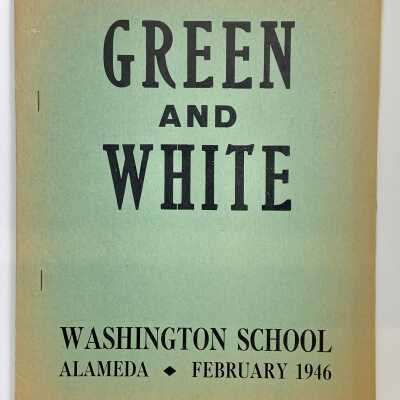 GREEN
AND
WHITE
WASHINGTON SCHOOL
ALAMEDA ◆ FEBRUARY 1946